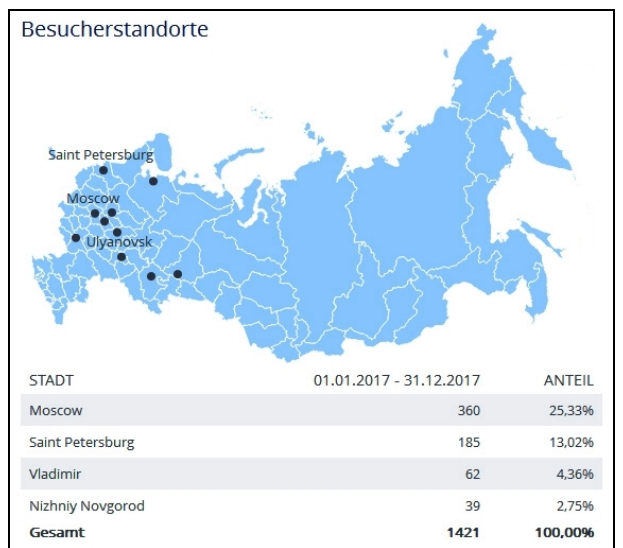 Besucherstandorte
Saint Petersburg
Moscow
Ulyanovsk
STADT 01.01.2017 - 31.12.2017 ANTEIL
Moscow 360 25,33%
Saint Petersburg 185 13,02%
Vladimir 62 4,36%
Nizhniy Novgorod 39 2,75%
Gesamt 1421 100,00%